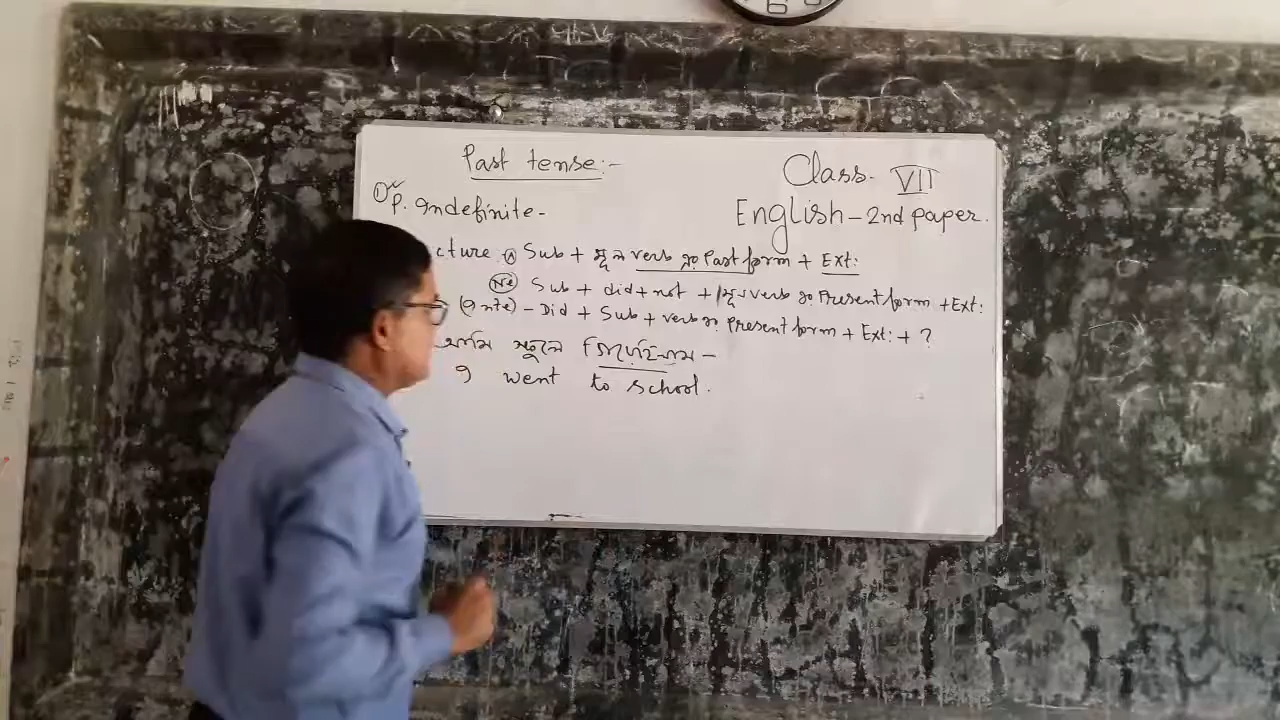 Past tense:-
Class- VII
① P. Indefinite-
English - 2nd paper.
cture (A) Sub + মূল verb এর Past form + Ext:
(Ne) Sub + did + not + মূল verb এর Present form + Ext:
(Inte) - Did + Sub + verb এর Present form + Ext: + ?
স্কুলে গিয়েছিলাম -
I went to school.